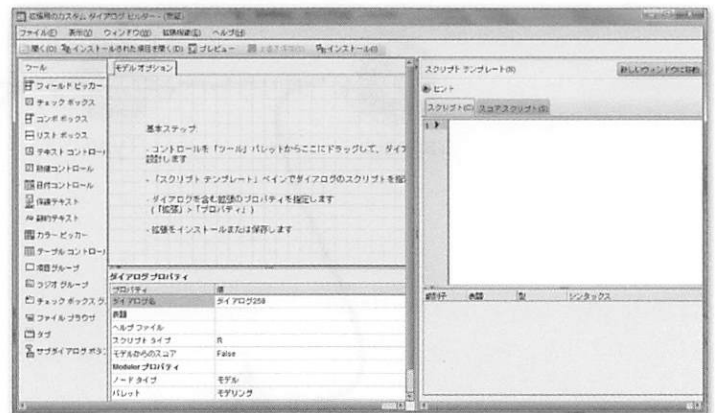 拡張用のカスタム ダイアログ ビルダー - (無題)
ファイル(F) 表示(V) ウィンドウ(W) 拡張機能(E) ヘルプ(H)
開く(O) インストールされた項目を開く(D) プレビュー インストール(I)
ツール
フィールド ピッカー
チェック ボックス
コンボ ボックス
リスト ボックス
テキスト コントロー
数値コントロール
日付コントロール
保護テキスト
静的テキスト
カラー ピッカー
テーブル コントロー
項目グループ
ラジオ グループ
チェック ボックス グ
ファイル ブラウザ
タブ
サブダイアログ ボタ
モデル オプション
基本ステップ
- コントロールを「ツール」パレットからここにドラッグして、ダイア
設計します
- 「スクリプト テンプレート」ペインでダイアログのスクリプトを指
- ダイアログを含む拡張のプロパティを指定します
(「拡張」 > 「プロパティ」)
- 拡張をインストールまたは保存します
ダイアログ プロパティ
プロパティ 値
ダイアログ名 ダイアログ258
表題
ヘルプ ファイル
スクリプト タイプ R
モデルからのスコア False
Modeler プロパティ
ノード タイプ モデル
パレット モデリング
スクリプト テンプレート(N) 新しいウィンドウに移動
ヒント
スクリプト(C) スコア スクリプト(S)
1
識別子 表題 型 シンタックス